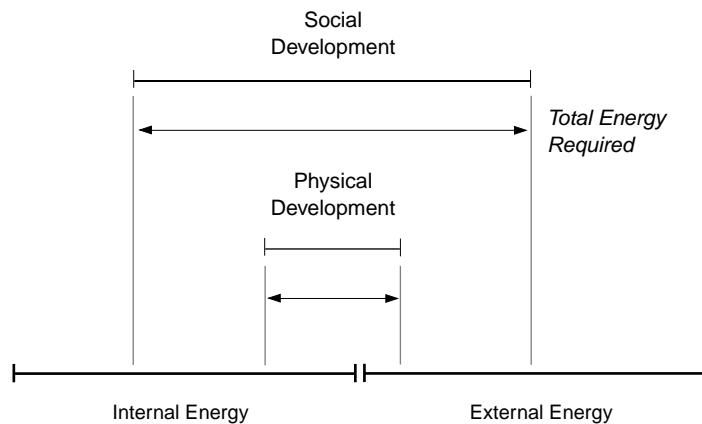 Social
Development
Total Energy
Required
Physical
Development
Internal Energy
External Energy